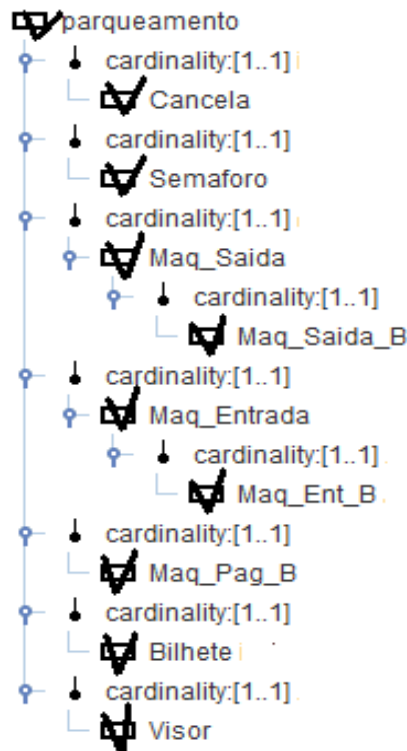 parqueamento
cardinality:[1..1]
Cancela
cardinality:[1..1]
Semaforo
cardinality:[1..1]
Maq_Saida
cardinality:[1..1]
Maq_Saida_B
cardinality:[1..1]
Maq_Entrada
cardinality:[1..1]
Maq_Ent_B
cardinality:[1..1]
Maq_Pag_B
cardinality:[1..1]
Bilhete
cardinality:[1..1]
Visor